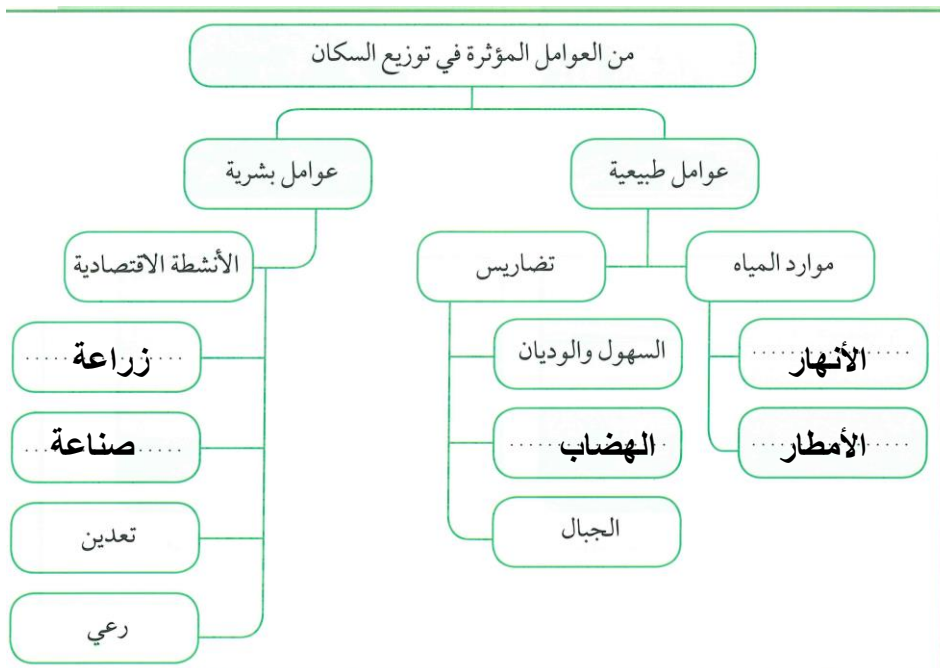 من العوامل المؤثرة في توزيع السكان
عوامل طبيعية
عوامل بشرية
موارد المياه
تضاريس
الأنشطة الاقتصادية
الأنهار
السهول والوديان
زراعة
الأمطار
الهضاب
صناعة
الجبال
تعدين
رعي